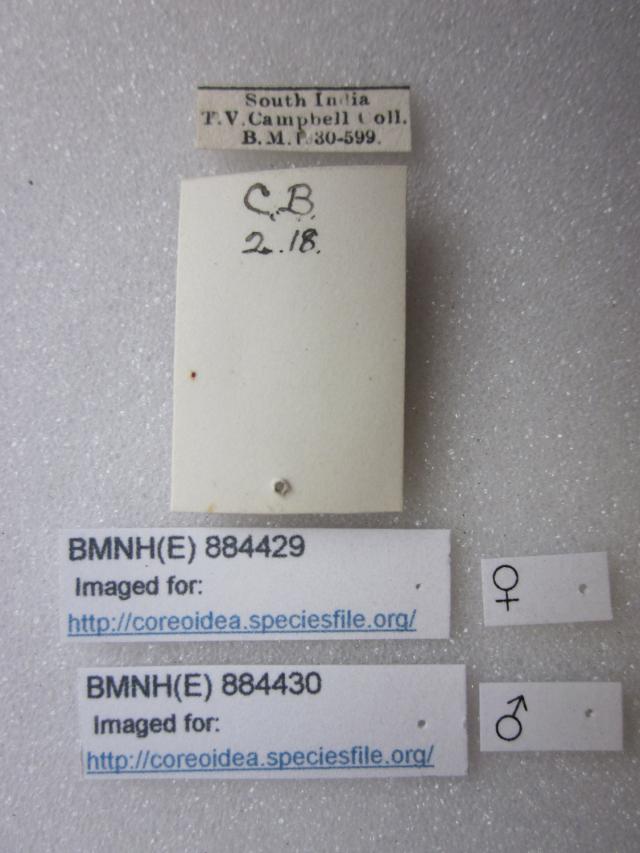 South India
T.V.Campbell Coll.
B.M.1930-599.
C.B.
2.18.
BMNH(E) 884429
Imaged for:
http://coreoidea.speciesfile.org/
♀
BMNH(E) 884430
Imaged for:
http://coreoidea.speciesfile.org/
♂